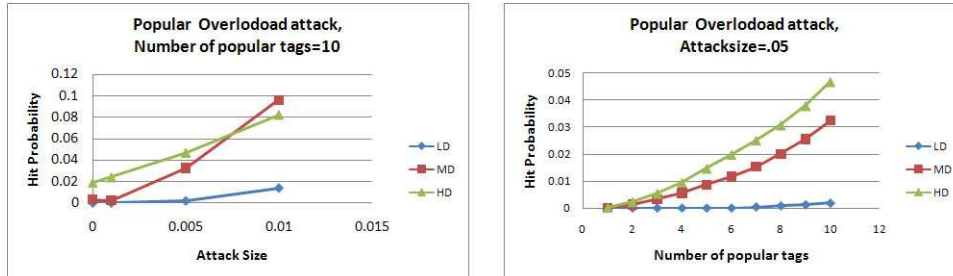 Popular Overlodoad attack,
Number of popular tags=10
Hit Probability
0.12
0.1
0.08
0.06
0.04
0.02
0
0
0.005
0.01
0.015
Attack Size
LD
MD
HD
Popular Overlodoad attack,
Attacksize=.05
Hit Probability
0.05
0.04
0.03
0.02
0.01
0
0
2
4
6
8
10
12
Number of popular tags
LD
MD
HD